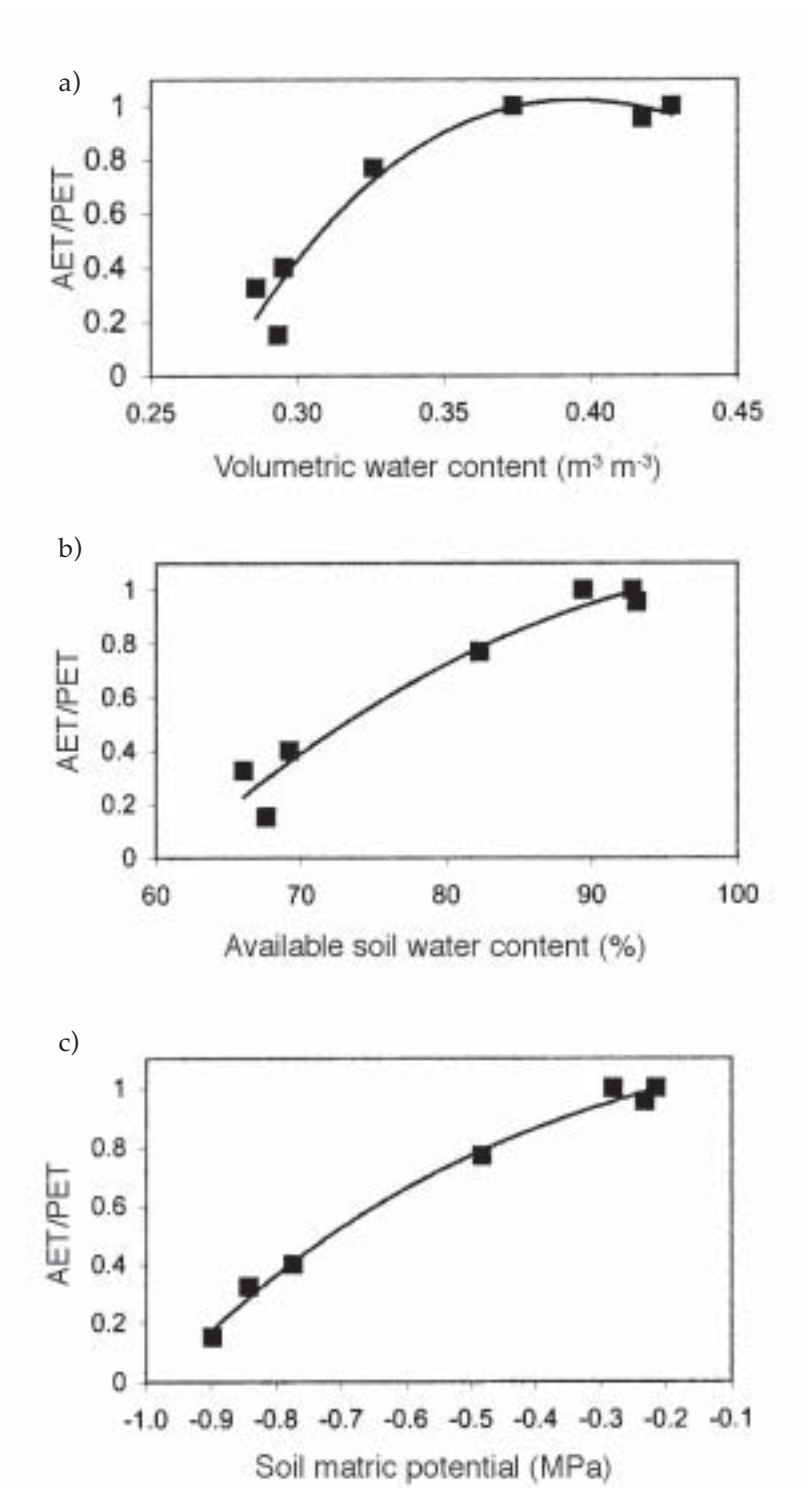 a)
AET/PET
1
0.8
0.6
0.4
0.2
0
0.25 0.30 0.35 0.40 0.45
Volumetric water content (m³ m⁻³)
b)
AET/PET
1
0.8
0.6
0.4
0.2
0
60 70 80 90 100
Available soil water content (%)
c)
AET/PET
1
0.8
0.6
0.4
0.2
0
-1.0 -0.9 -0.8 -0.7 -0.6 -0.5 -0.4 -0.3 -0.2 -0.1
Soil matric potential (MPa)